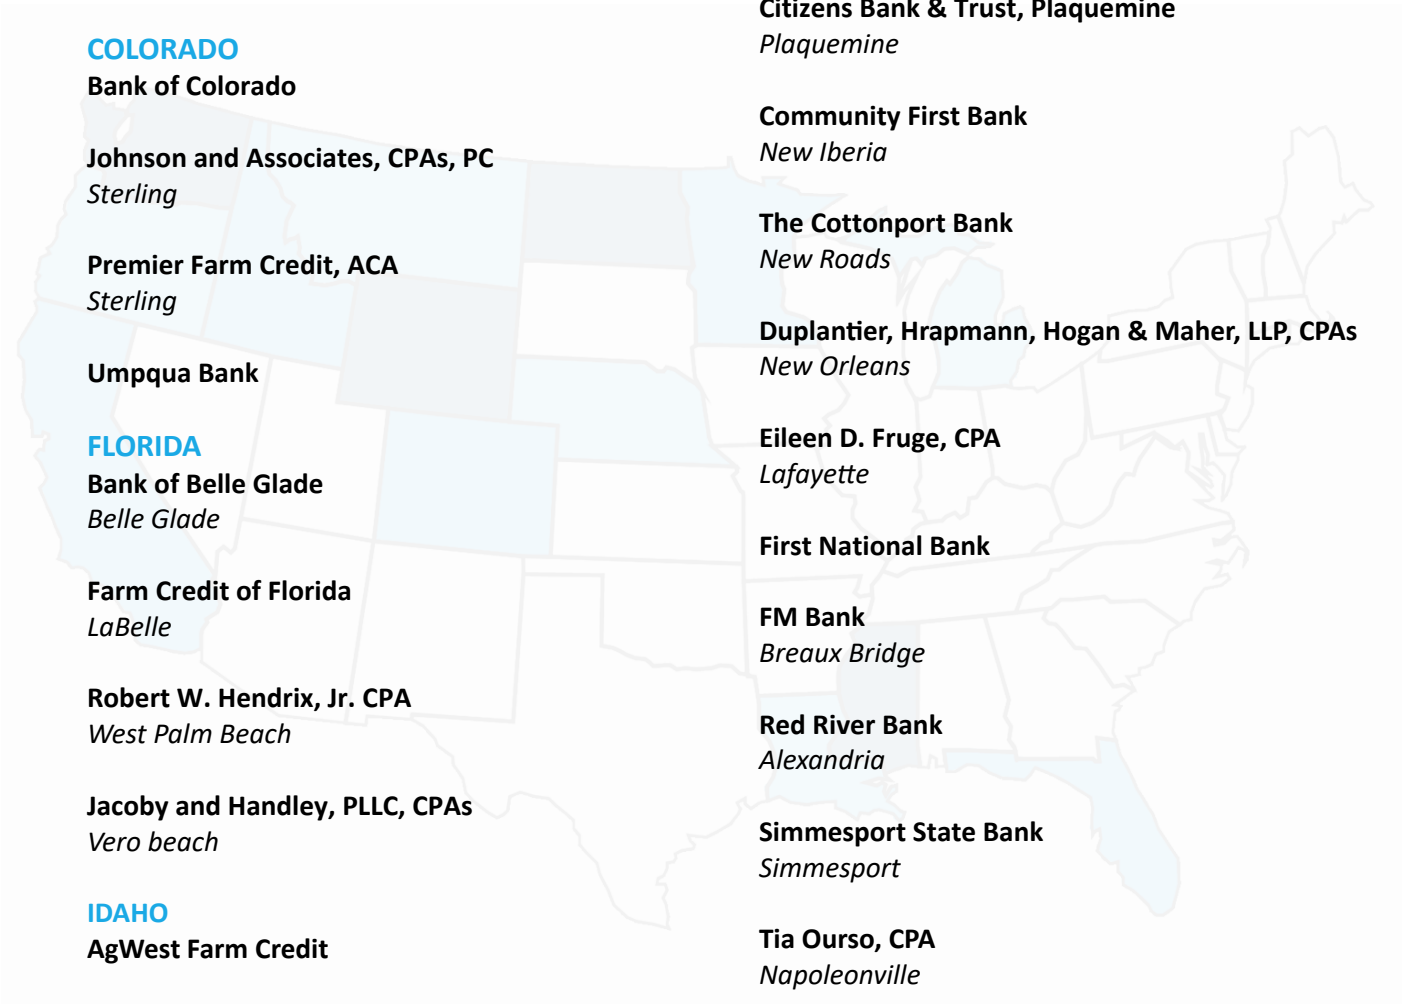 COLORADO
Bank of Colorado
Johnson and Associates, CPAs, PC
Sterling
Premier Farm Credit, ACA
Sterling
Umpqua Bank
FLORIDA
Bank of Belle Glade
Belle Glade
Farm Credit of Florida
LaBelle
Robert W. Hendrix, Jr. CPA
West Palm Beach
Jacoby and Handley, PLLC, CPAs
Vero beach
IDAHO
AgWest Farm Credit
Citizens Bank & Trust, Plaquemine
Plaquemine
Community First Bank
New Iberia
The Cottonport Bank
New Roads
Duplantier, Hrapmann, Hogan & Maher, LLP, CPAs
New Orleans
Eileen D. Fruge, CPA
Lafayette
First National Bank
FM Bank
Breaux Bridge
Red River Bank
Alexandria
Simmesport State Bank
Simmesport
Tia Ourso, CPA
Napoleonville